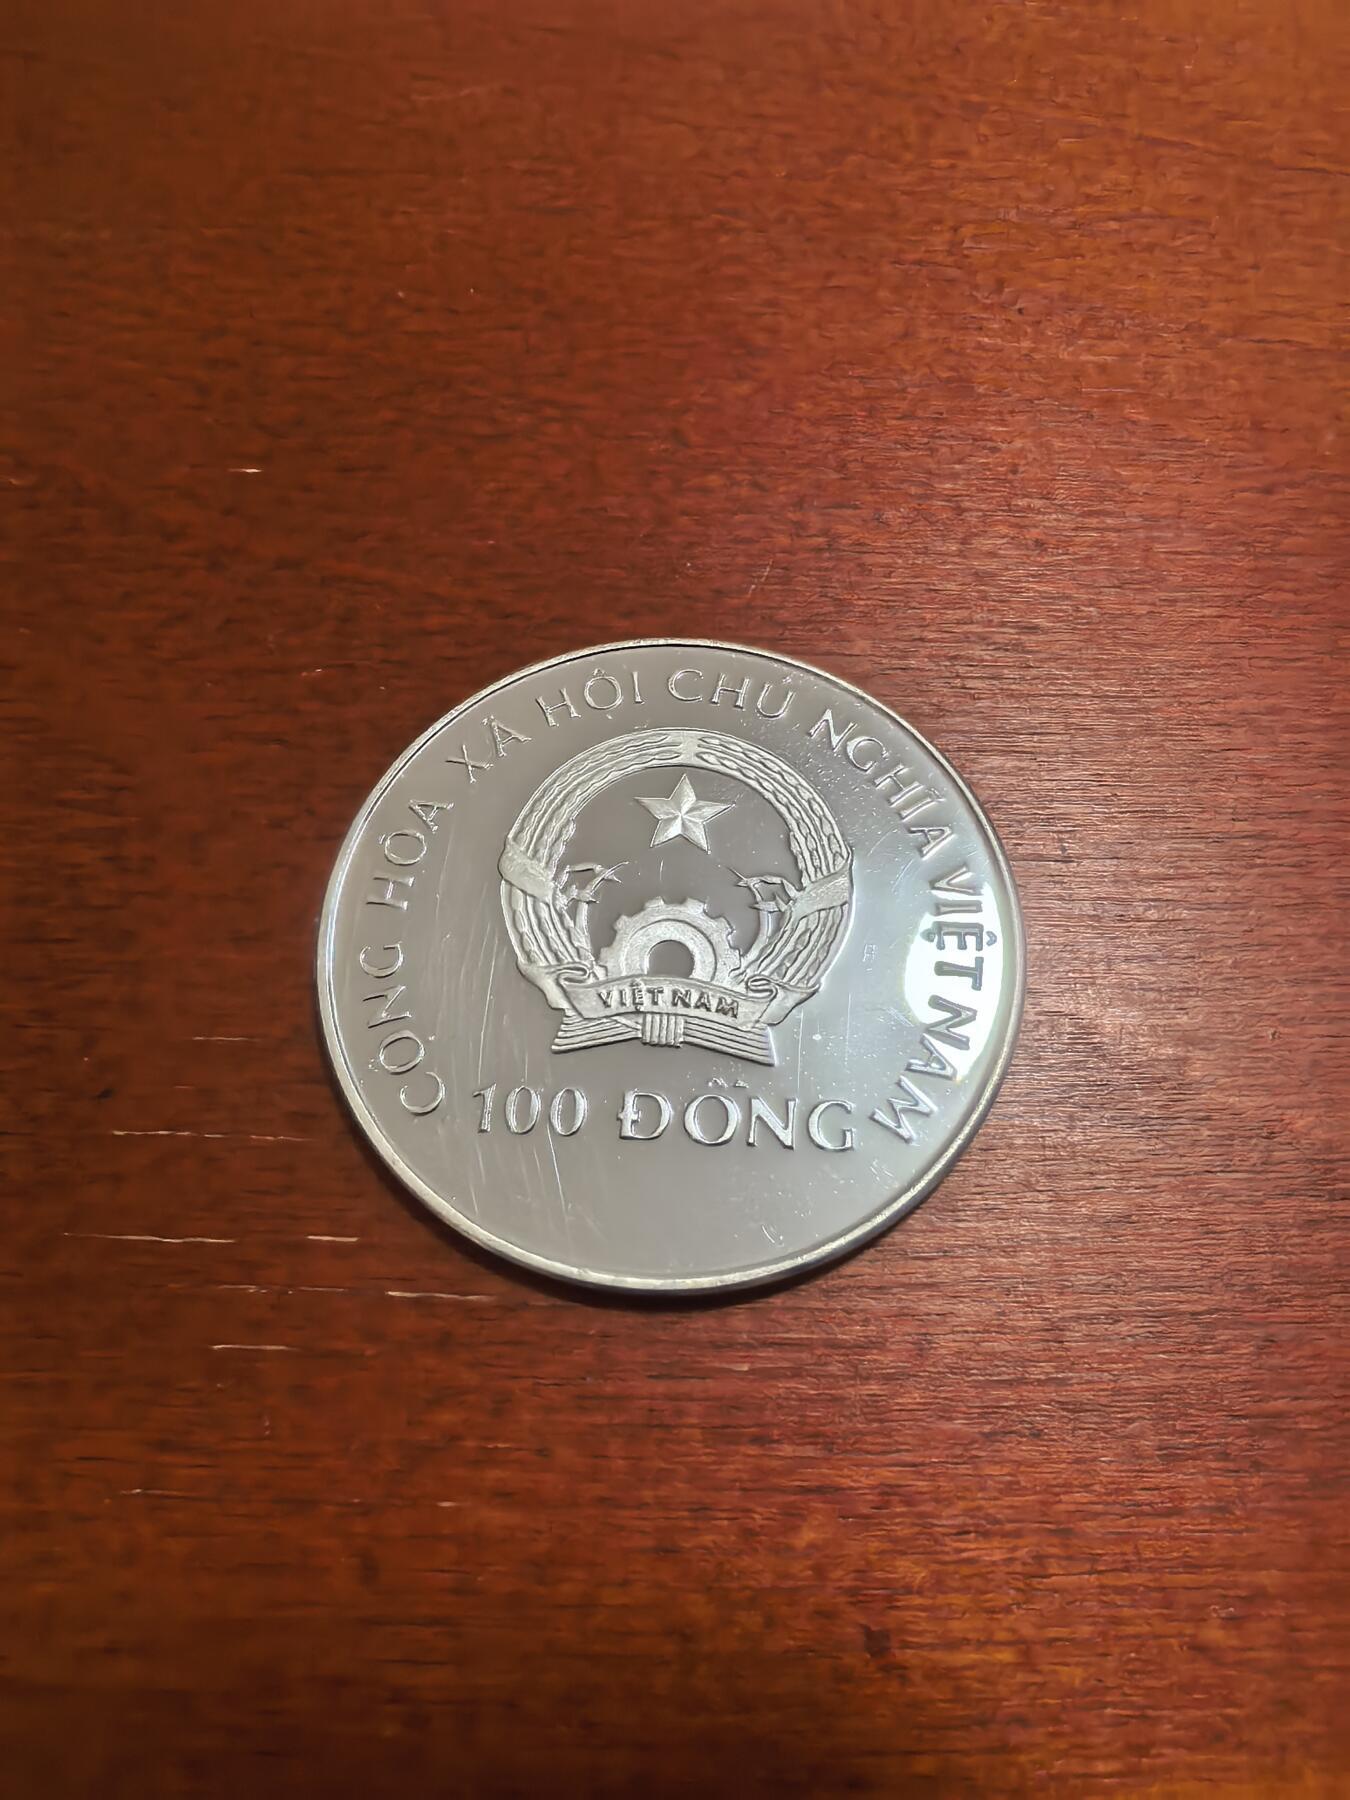 CỘNG HÒA XÃ HỘI CHỦ NGHĨA VIỆT NAM
VIỆT NAM
100 ĐỒNG